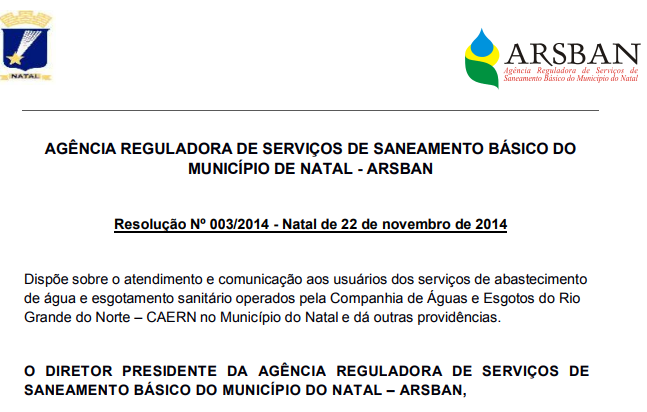 NATAL
ARSBAN
Agência Reguladora de Serviços de
Saneamento Básico do Município do Natal
AGÊNCIA REGULADORA DE SERVIÇOS DE SANEAMENTO BÁSICO DO
MUNICÍPIO DE NATAL - ARSBAN
Resolução Nº 003/2014 - Natal de 22 de novembro de 2014
Dispõe sobre o atendimento e comunicação aos usuários dos serviços de abastecimento
de água e esgotamento sanitário operados pela Companhia de Águas e Esgotos do Rio
Grande do Norte – CAERN no Município do Natal e dá outras providências.
O DIRETOR PRESIDENTE DA AGÊNCIA REGULADORA DE SERVIÇOS DE
SANEAMENTO BÁSICO DO MUNICÍPIO DO NATAL – ARSBAN,